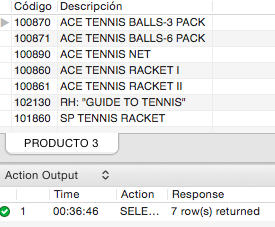 Código Descripción
100870 ACE TENNIS BALLS-3 PACK
100871 ACE TENNIS BALLS-6 PACK
100890 ACE TENNIS NET
100860 ACE TENNIS RACKET I
100861 ACE TENNIS RACKET II
102130 RH: "GUIDE TO TENNIS"
101860 SP TENNIS RACKET
PRODUCTO 3
Action Output
Time Action Response
1 00:36:46 SELE... 7 row(s) returned